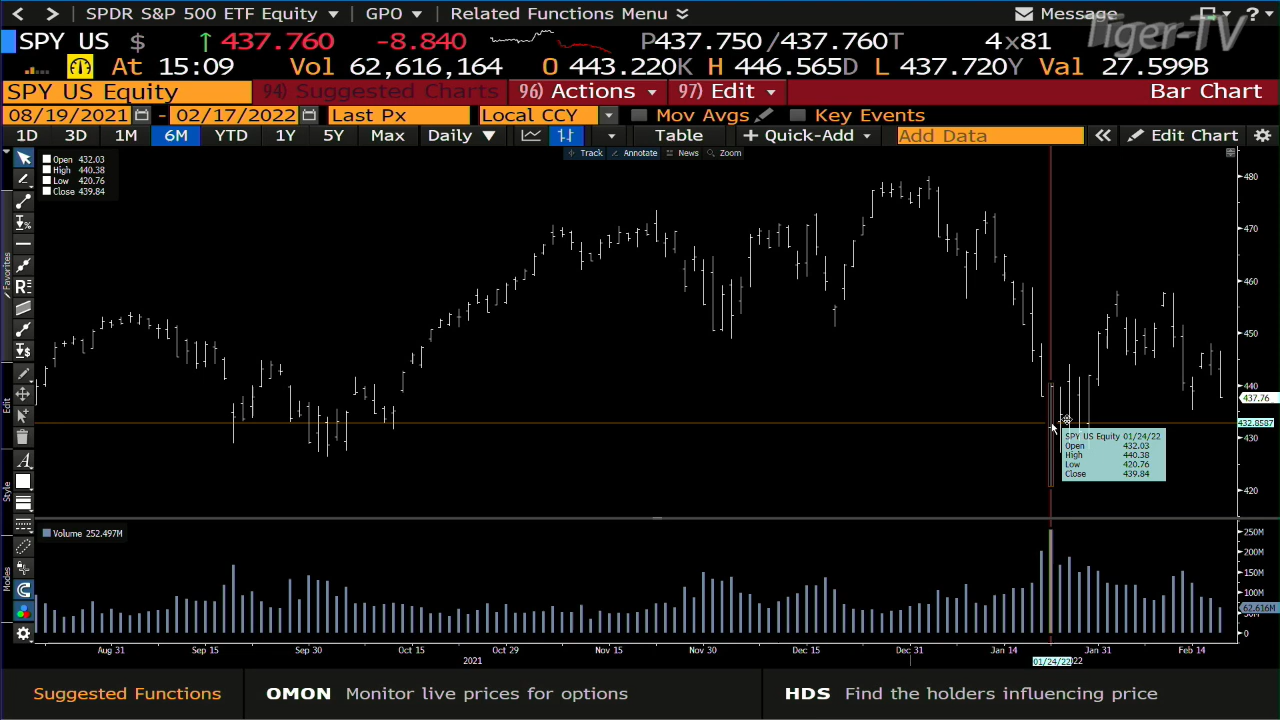 SPDR S&P 500 ETF Equity GPO Related Functions Menu Message ?
SPY US $ ↑ 437.760 -8.840 P437.750 /437.760T 4x81
Tiger-TV
At 15:09 Vol 62,616,164 O 443.220K H 446.565D L 437.720Y Val 27.599B
SPY US Equity 94) Suggested Charts 96) Actions 97) Edit Bar Chart
08/19/2021 - 02/17/2022 Last Px Local CCY Mov Avgs Key Events
1D 3D 1M 6M YTD 1Y 5Y Max Daily ▼ Table + Quick-Add Add Data « Edit Chart
Track Annotate News Zoom
Open 432.03
High 440.38
Low 420.76
Close 439.84
480
470
460
450
440
437.76
432.8587
430
420
Favorites
Edit
Style
Modes
SPY US Equity 01/24/22
Open 432.03
High 440.38
Low 420.76
Close 439.84
Volume 252.497M
250M
200M
150M
100M
62.616M
0
Aug 31 Sep 15 Sep 30 Oct 15 Oct 29 Nov 15 Nov 30 Dec 15 Dec 31 Jan 14 Jan 31 Feb 14
2021 01/24/22
Suggested Functions OMON Monitor live prices for options HDS Find the holders influencing price